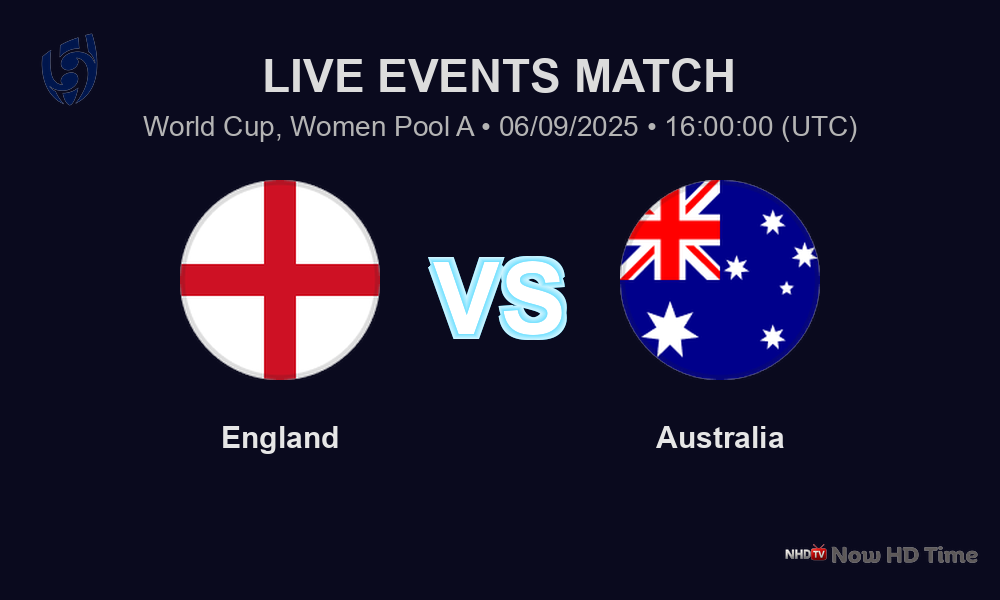 LIVE EVENTS MATCH
World Cup, Women Pool A • 06/09/2025 • 16:00:00 (UTC)
VS
England
Australia
NHDTV Now HD Time